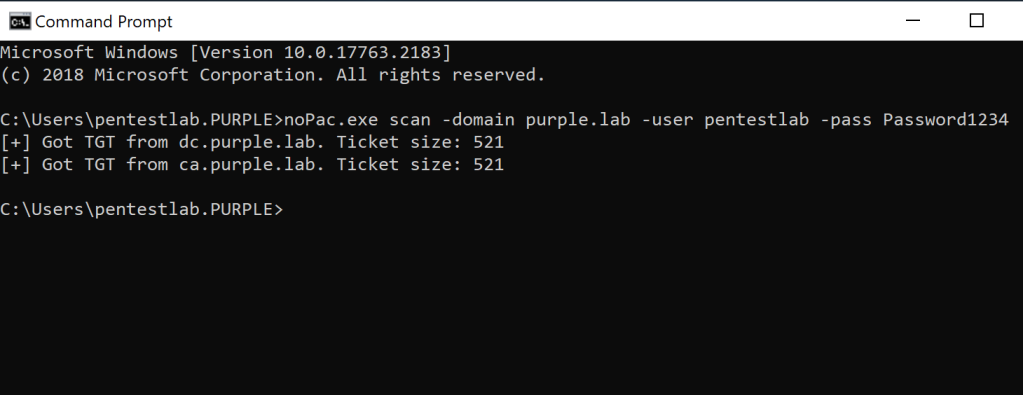 Command Prompt
Microsoft Windows [Version 10.0.17763.2183]
(c) 2018 Microsoft Corporation. All rights reserved.
C:\Users\pentestlab.PURPLE>noPac.exe scan -domain purple.lab -user pentestlab -pass Password1234
[+] Got TGT from dc.purple.lab. Ticket size: 521
[+] Got TGT from ca.purple.lab. Ticket size: 521
C:\Users\pentestlab.PURPLE>